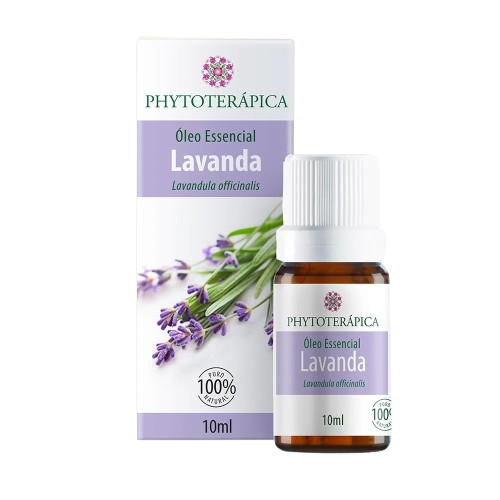 PHYTOTERÁPICA
Óleo Essencial
Lavanda
Lavandula officinalis
PURO
100%
NATURAL
10ml
PHYTOTERÁPICA
Óleo Essencial
Lavanda
Lavandula officinalis
10ml
100%